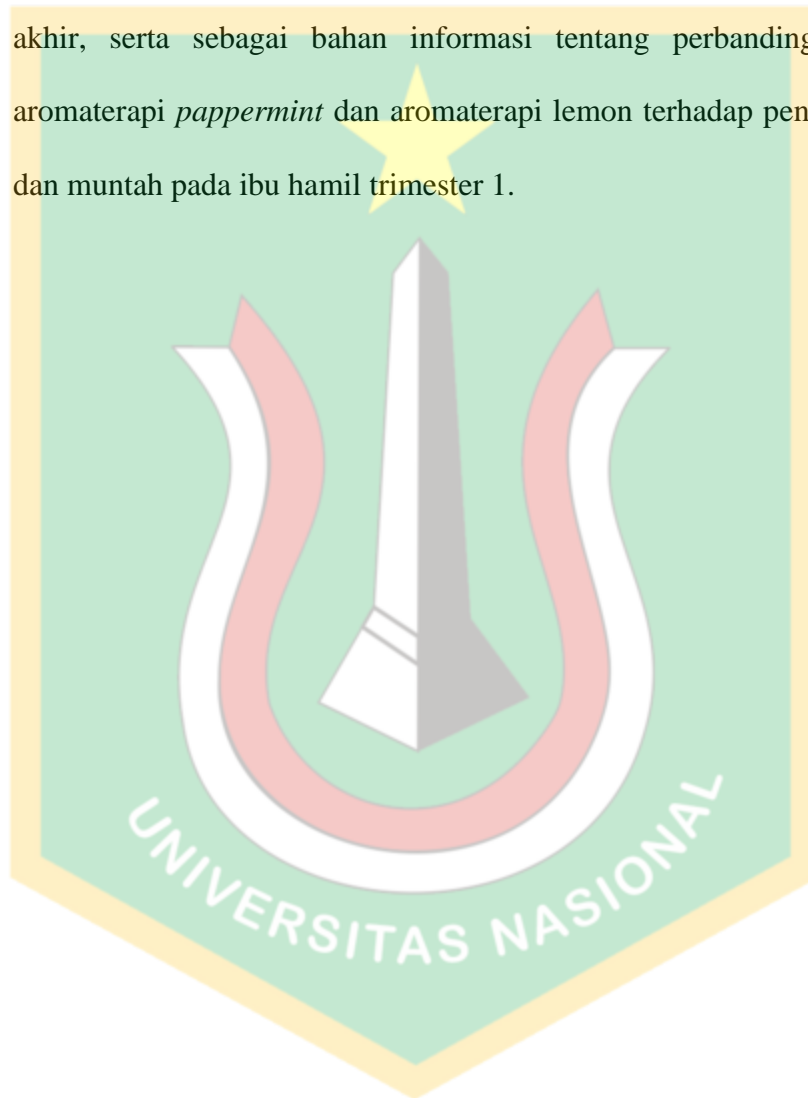 akhir, serta sebagai bahan informasi tentang perbanding
aromaterapi pappermint dan aromaterapi lemon terhadap pen
dan muntah pada ibu hamil trimester 1.
UNIVERSITAS NASIONAL